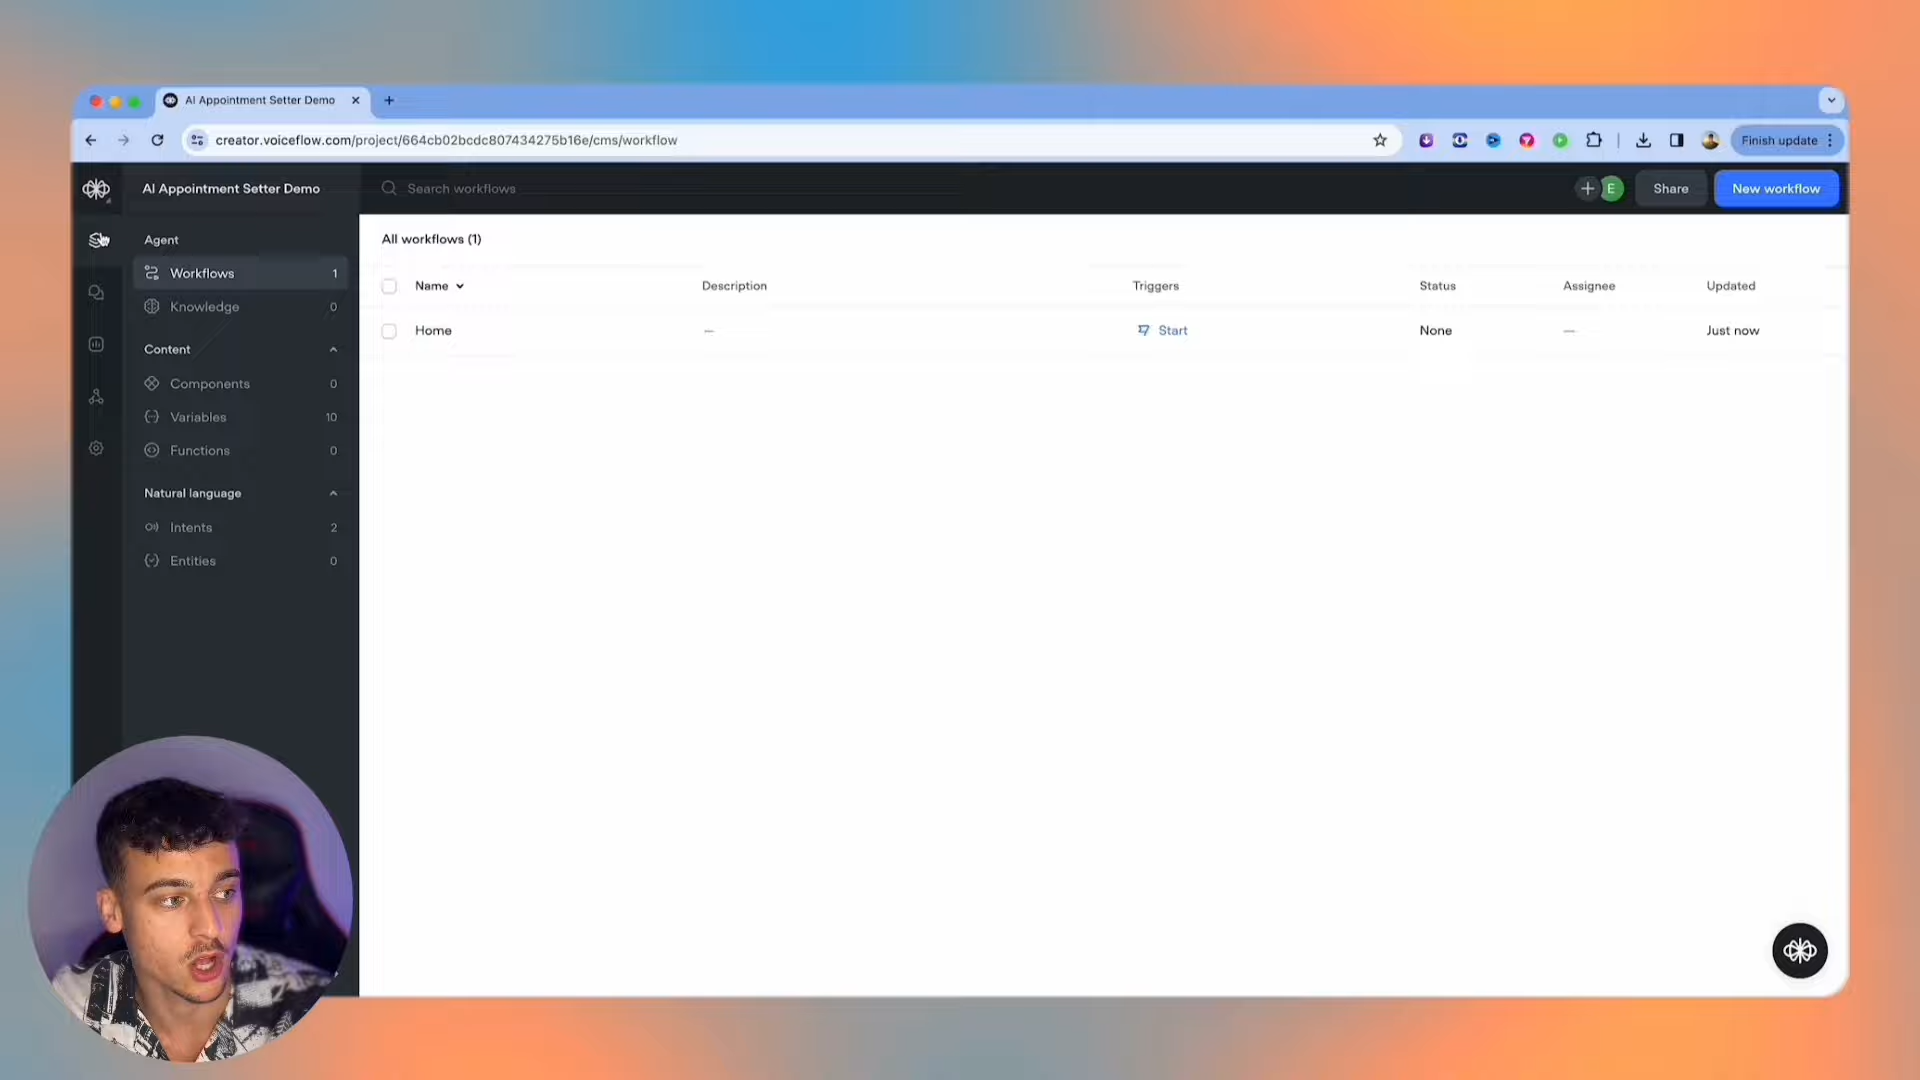 AI Appointment Setter Demo
creator.voiceflow.com/project/664cb02bcdc807434275b16e/cms/workflow
Finish update
AI Appointment Setter Demo
Search workflows
E
Share
New workflow
Agent
Workflows 1
Knowledge 0
Content
Components 0
Variables 10
Functions 0
Natural language
Intents 2
Entities 0
All workflows (1)
Name Description Triggers Status Assignee Updated
Home — Start None — Just now